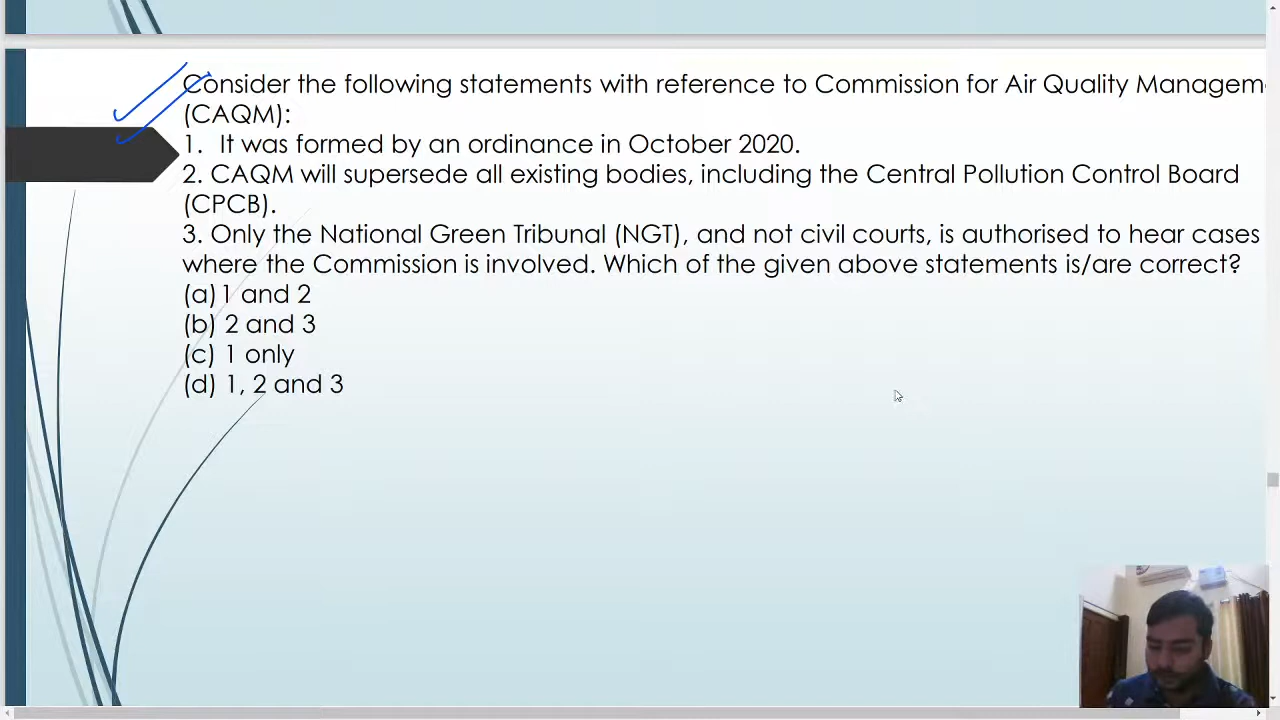 Consider the following statements with reference to Commission for Air Quality Managem
(CAQM):
1. It was formed by an ordinance in October 2020.
2. CAQM will supersede all existing bodies, including the Central Pollution Control Board
(CPCB).
3. Only the National Green Tribunal (NGT), and not civil courts, is authorised to hear cases
where the Commission is involved. Which of the given above statements is/are correct?
(a) 1 and 2
(b) 2 and 3
(c) 1 only
(d) 1, 2 and 3